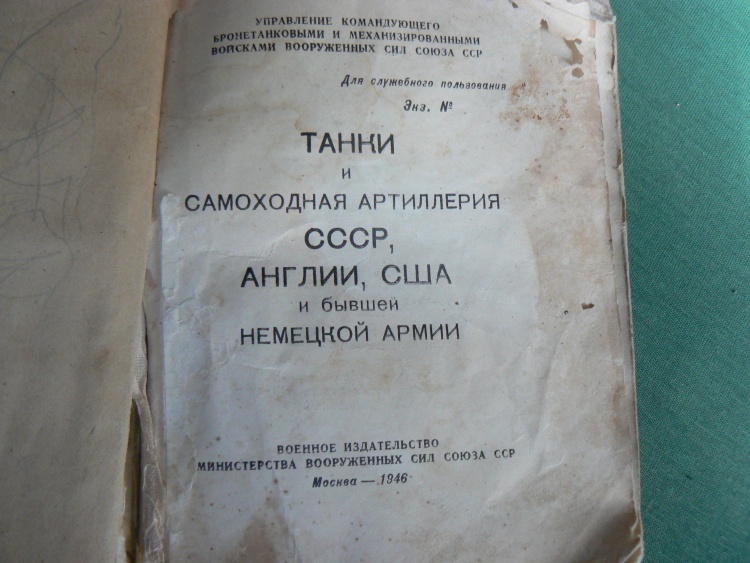 УПРАВЛЕНИЕ КОМАНДУЮЩЕГО
БРОНЕТАНКОВЫМИ И МЕХАНИЗИРОВАННЫМИ
ВОЙСКАМИ ВООРУЖЕННЫХ СИЛ СОЮЗА ССР
Для служебного пользования
Экз. №
ТАНКИ
и
САМОХОДНАЯ АРТИЛЛЕРИЯ
СССР,
АНГЛИИ, США
и бывшей
НЕМЕЦКОЙ АРМИИ
ВОЕННОЕ ИЗДАТЕЛЬСТВО
МИНИСТЕРСТВА ВООРУЖЕННЫХ СИЛ СОЮЗА ССР
Москва — 1946